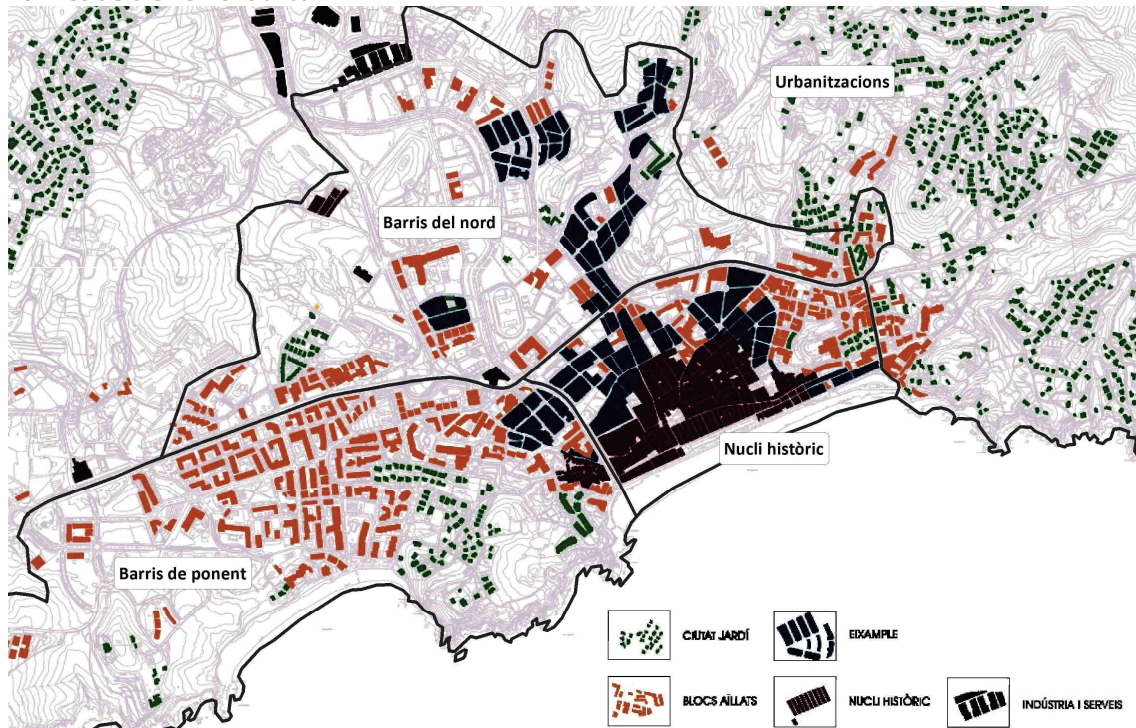 Urbanitzacions
Barris del nord
Nucli històric
Barris de ponent
CIUTAT JARDÍ
EIXAMPLE
BLOCS AÏLLATS
NUCLI HISTÒRIC
INDÚSTRIA I SERVEIS